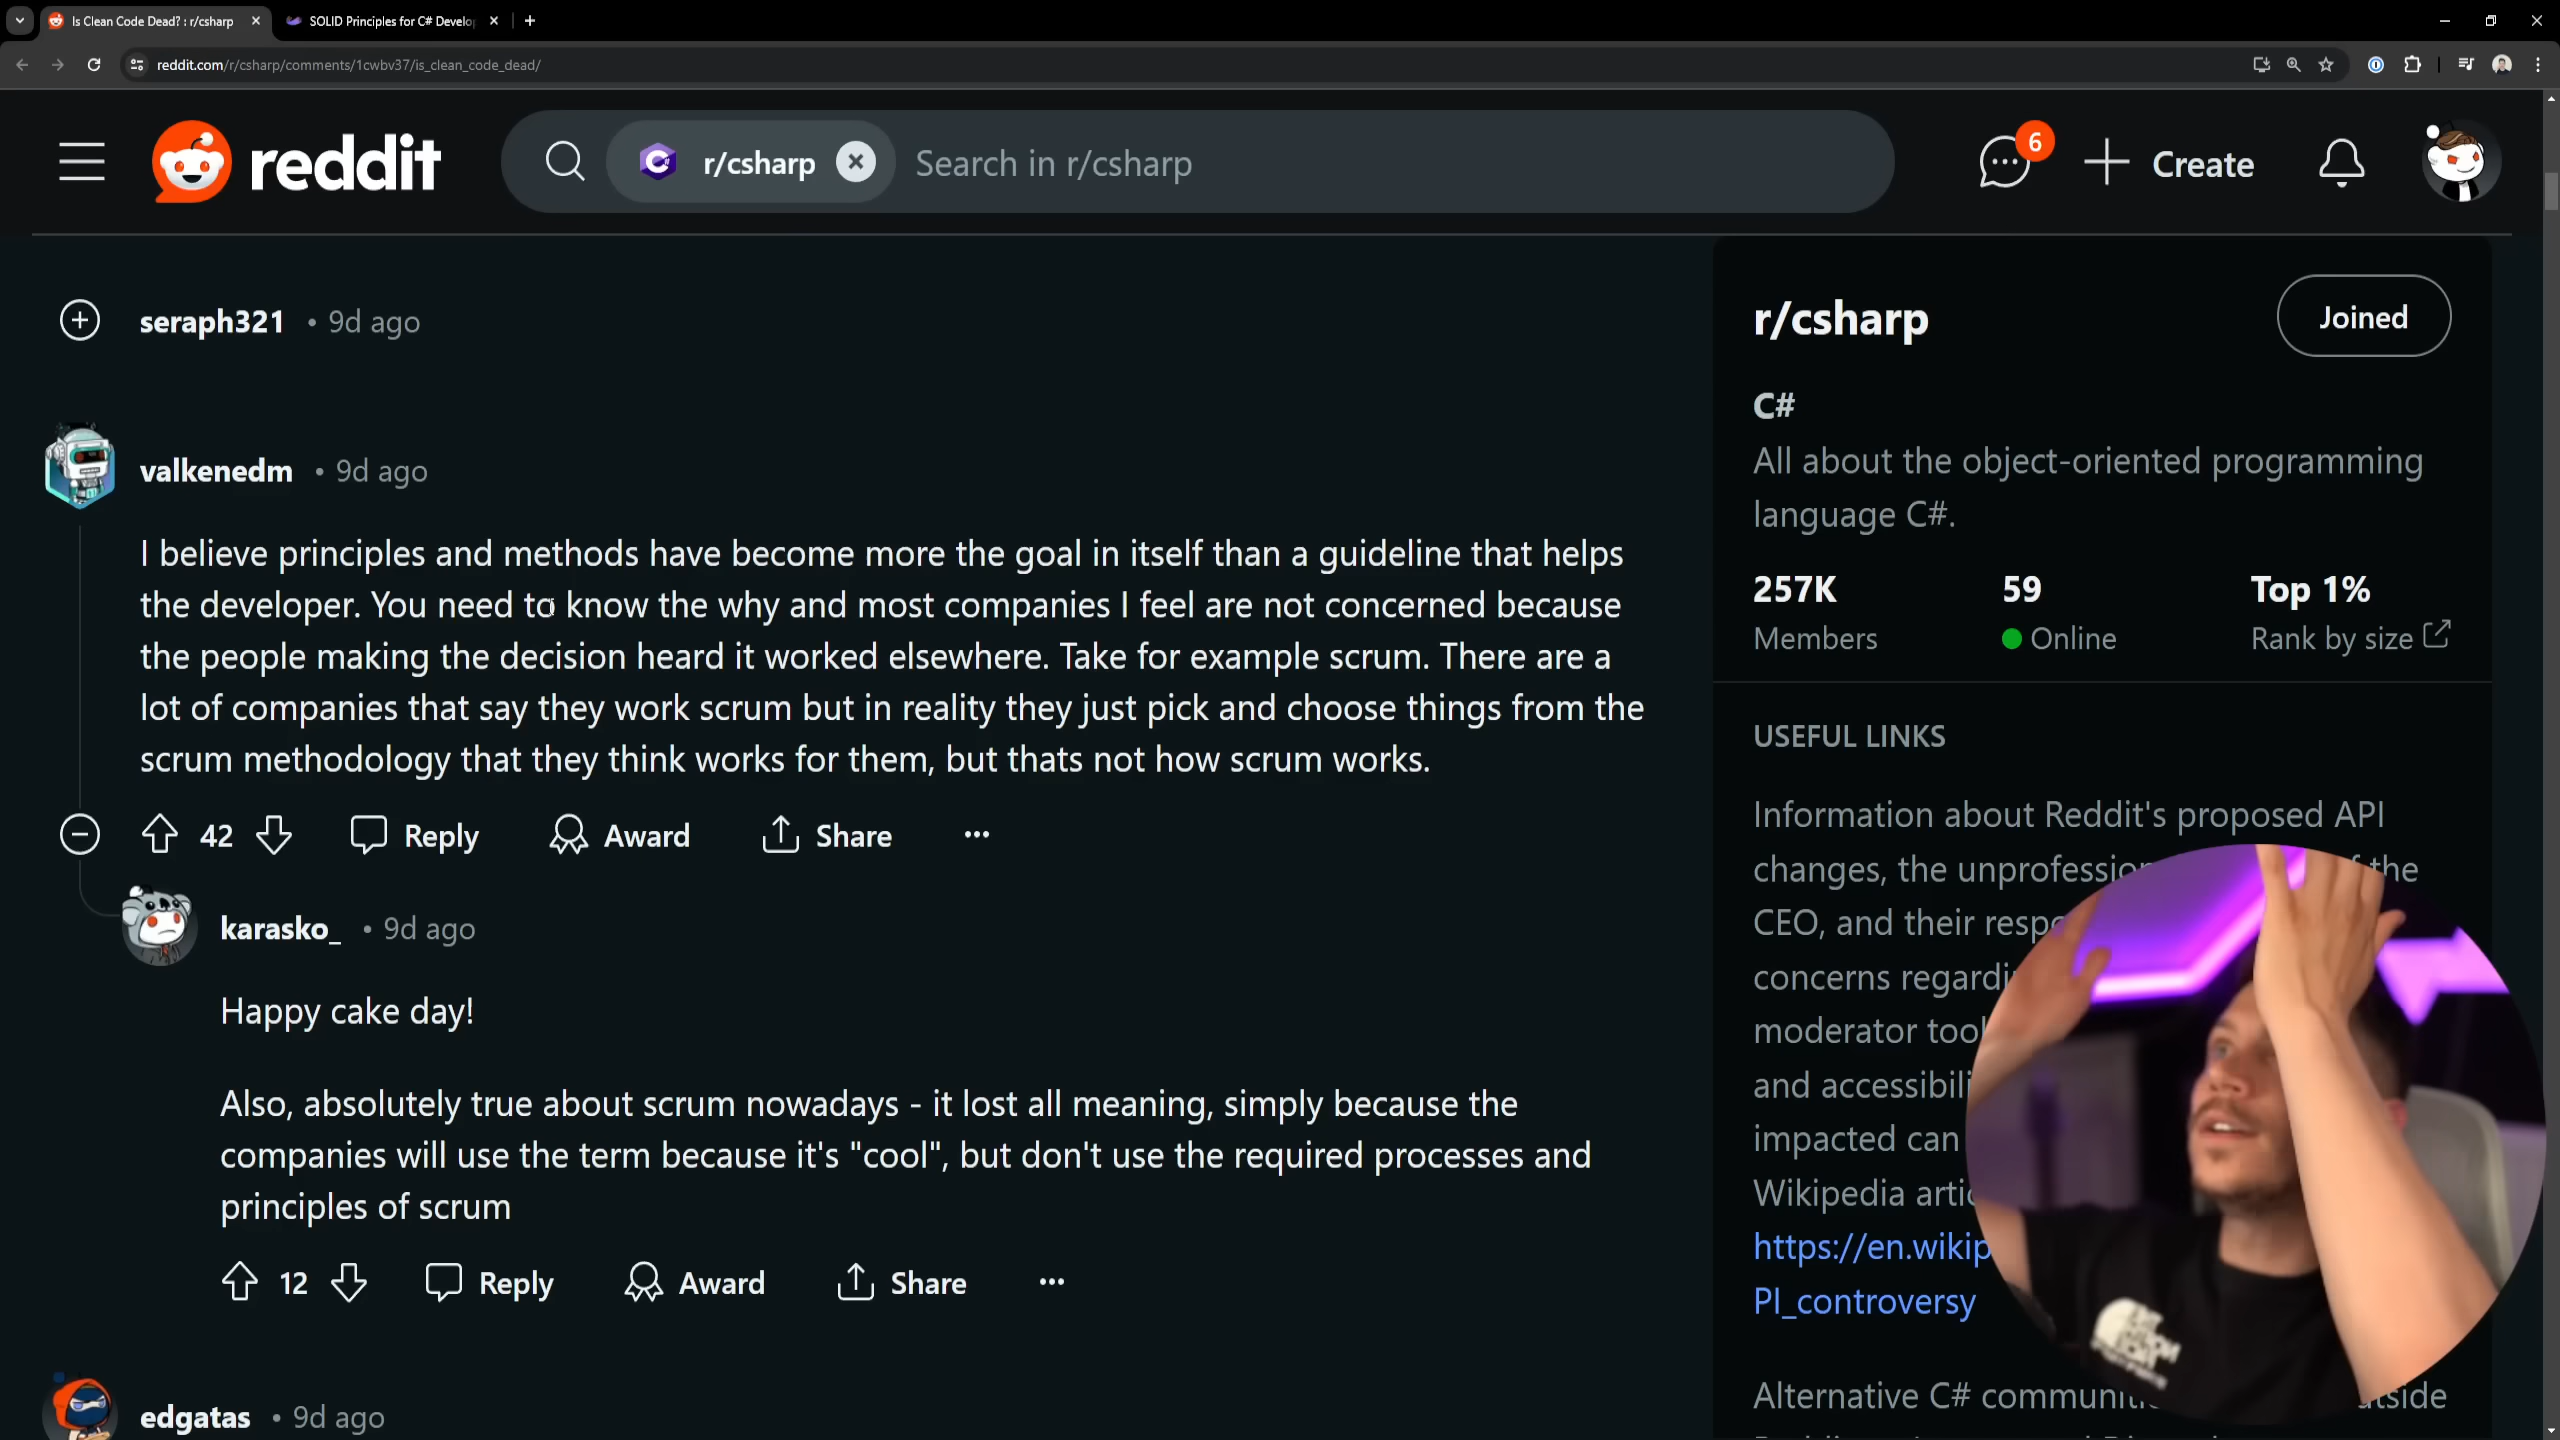 Is Clean Code Dead? : r/csharp
SOLID Principles for C# Develo
reddit.com/r/csharp/comments/1cwbv37/is_clean_code_dead/
reddit
r/csharp
Search in r/csharp
6
Create
seraph321 • 9d ago
valkenedm • 9d ago
I believe principles and methods have become more the goal in itself than a guideline that helps
the developer. You need to know the why and most companies I feel are not concerned because
the people making the decision heard it worked elsewhere. Take for example scrum. There are a
lot of companies that say they work scrum but in reality they just pick and choose things from the
scrum methodology that they think works for them, but thats not how scrum works.
42
Reply
Award
Share
karasko_ • 9d ago
Happy cake day!
Also, absolutely true about scrum nowadays - it lost all meaning, simply because the
companies will use the term because it's "cool", but don't use the required processes and
principles of scrum
12
Reply
Award
Share
edgatas • 9d ago
r/csharp
Joined
C#
All about the object-oriented programming
language C#.
257K
Members
59
Online
Top 1%
Rank by size
USEFUL LINKS
Information about Reddit's proposed API
changes, the the
CEO, and their
concerns
moderator
and
impacted can
Wikipedia
https://en.wikip
PI_controversy
Alternative C#